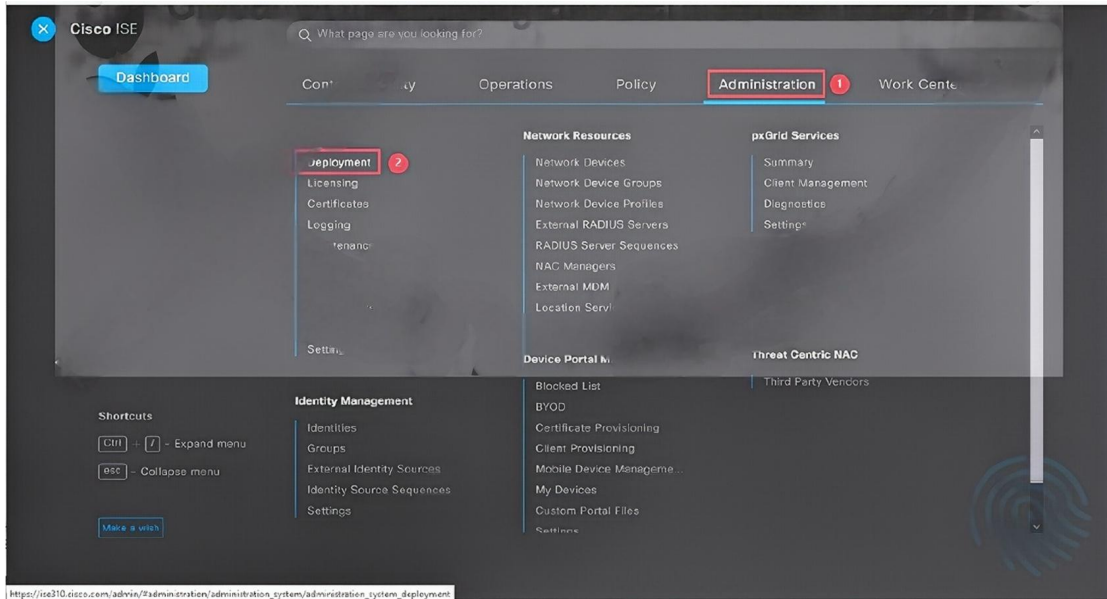 Cisco ISE
What page are you looking for?
Dashboard
Operations
Policy
Administration
1
Work
Deployment
2
Licensing
Certificates
Logging
Network Resources
Network Devices
Network Device Groups
Network Device Profiles
External RADIUS Servers
RADIUS Server Sequences
NAC Managers
External MDM
Location
pxGrid Services
Summary
Client Management
Diagnostics
Identity Management
Identities
Groups
External Identity Sources
Identity Source Sequences
Settings
Device Portal
Blocked List
BYOD
Certificate Provisioning
Client Provisioning
Mobile Device Manageme...
My Devices
Custom Portal Files
Settings
Threat Centric NAC
Third Party Vendors
Shortcuts
Ctrl + / - Expand menu
esc - Collapse menu
Make a wish
https://ise310.cisco.com/admin/#administration/administration_system/administration_system_deployment